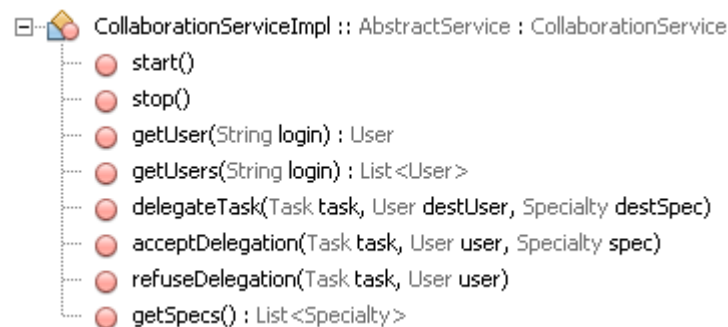 CollaborationServiceImpl :: AbstractService : CollaborationService
start()
stop()
getUser(String login) : User
getUsers(String login) : List<User>
delegateTask(Task task, User destUser, Specialty destSpec)
acceptDelegation(Task task, User user, Specialty spec)
refuseDelegation(Task task, User user)
getSpecs() : List<Specialty>